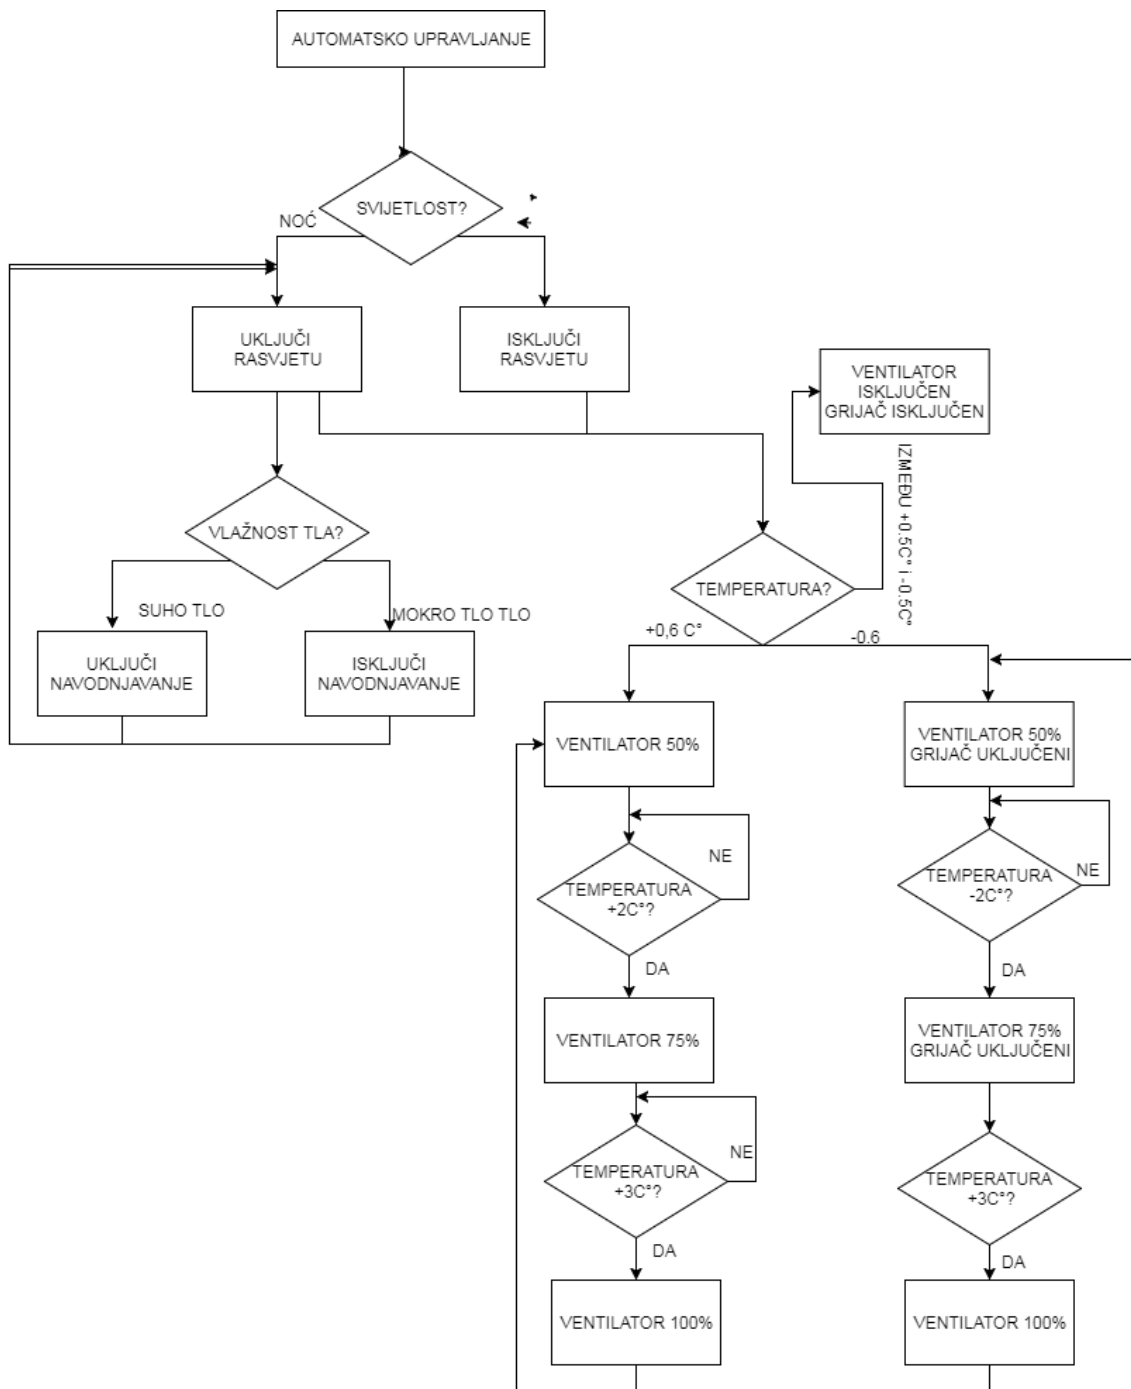 AUTOMATSKO UPRAVLJANJE
SVIJETLOST?
NOĆ
UKLJUČI
RASVJETU
ISKLJUČI
RASVJETU
VENTILATOR
ISKLJUČEN
GRIJAČ ISKLJUČEN
IZMEĐU +0.5C° i -0.5C°
VLAŽNOST TLA?
TEMPERATURA?
SUHO TLO
MOKRO TLO TLO
+0,6 C°
-0.6
UKLJUČI
NAVODNJAVANJE
ISKLJUČI
NAVODNJAVANJE
VENTILATOR 50%
VENTILATOR 50%
GRIJAČ UKLJUČENI
NE
TEMPERATURA
+2C°?
TEMPERATURA
-2C°?
NE
DA
DA
VENTILATOR 75%
VENTILATOR 75%
GRIJAČ UKLJUČENI
NE
TEMPERATURA
+3C°?
TEMPERATURA
+3C°?
DA
DA
VENTILATOR 100%
VENTILATOR 100%